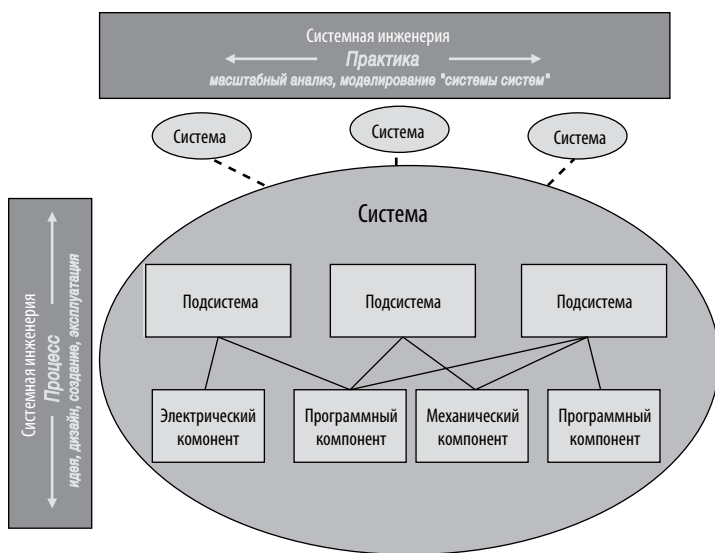 Системная инженерия
Практика
масштабный анализ, моделирование "системы систем"
Система
Система
Система
Система
Подсистема
Подсистема
Подсистема
Электрический
комонент
Программный
компонент
Механический
компонент
Программный
компонент
Системная инженерия
Процесс
идея, дизайн, создание, эксплуатация